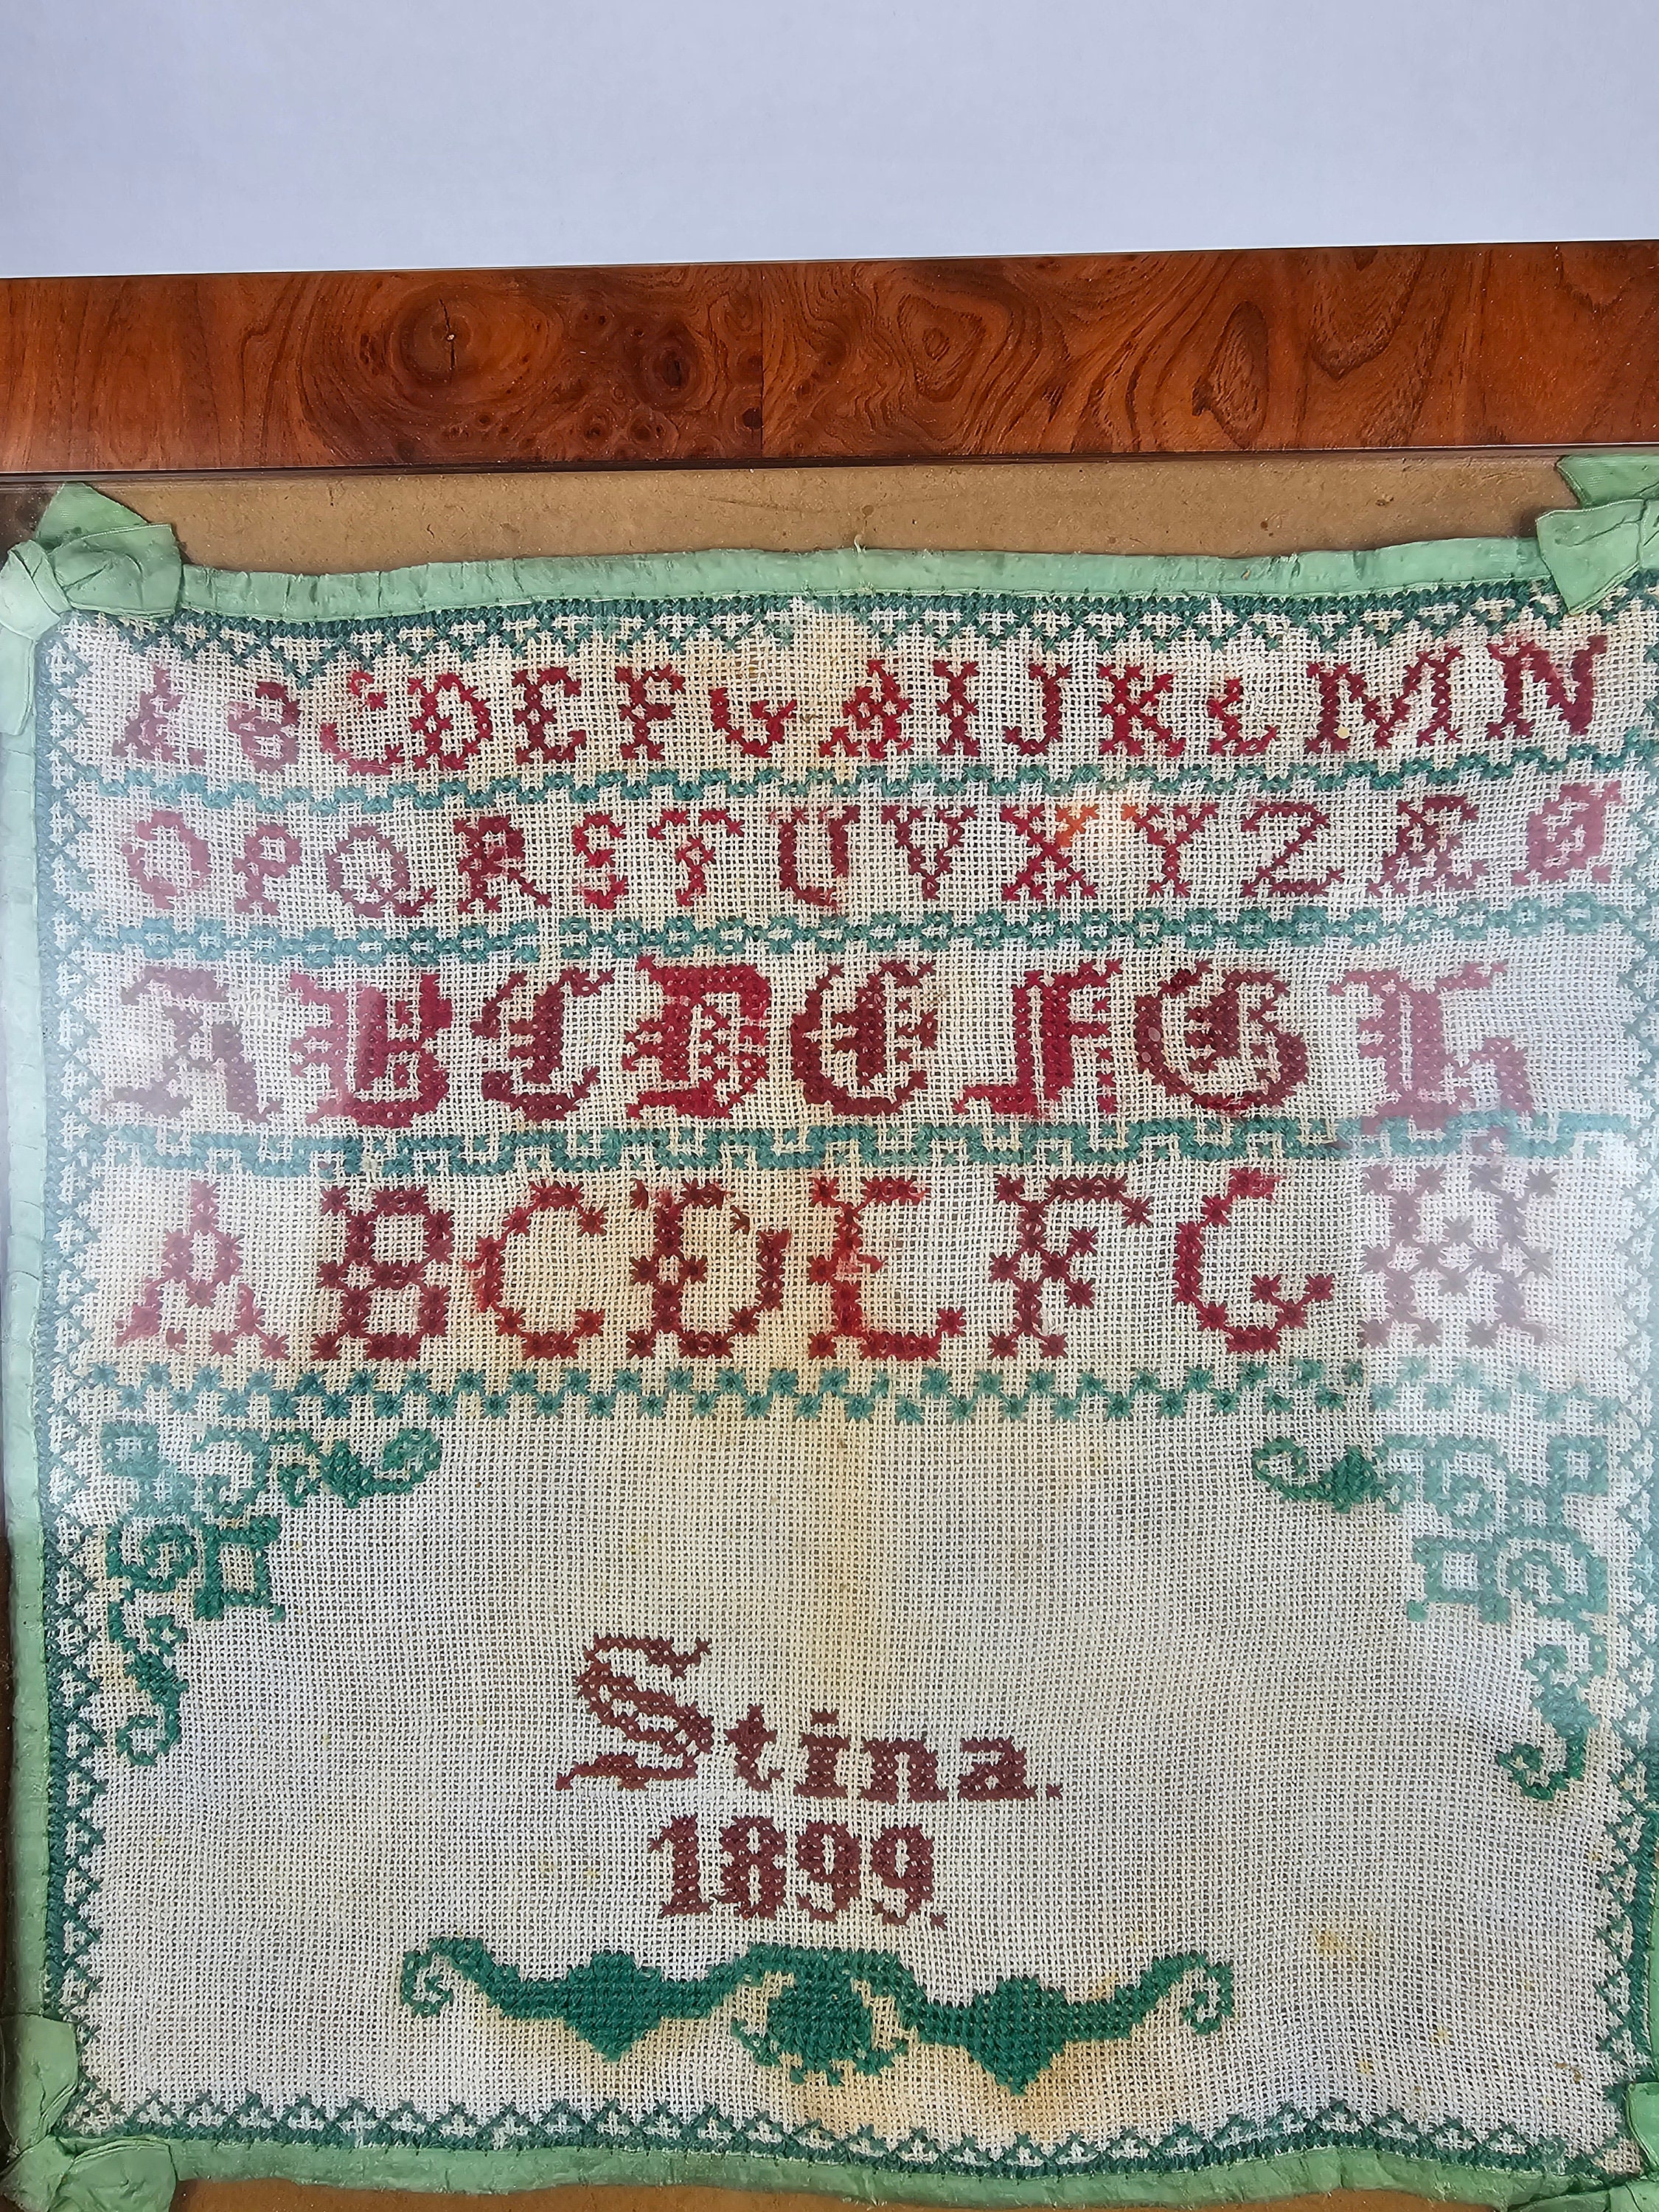 ABCDEFGHIJKLMN
OPQRSTUVXYZÆØ
ABCDEFGH
ABCDEFGH
Stina.
1899.